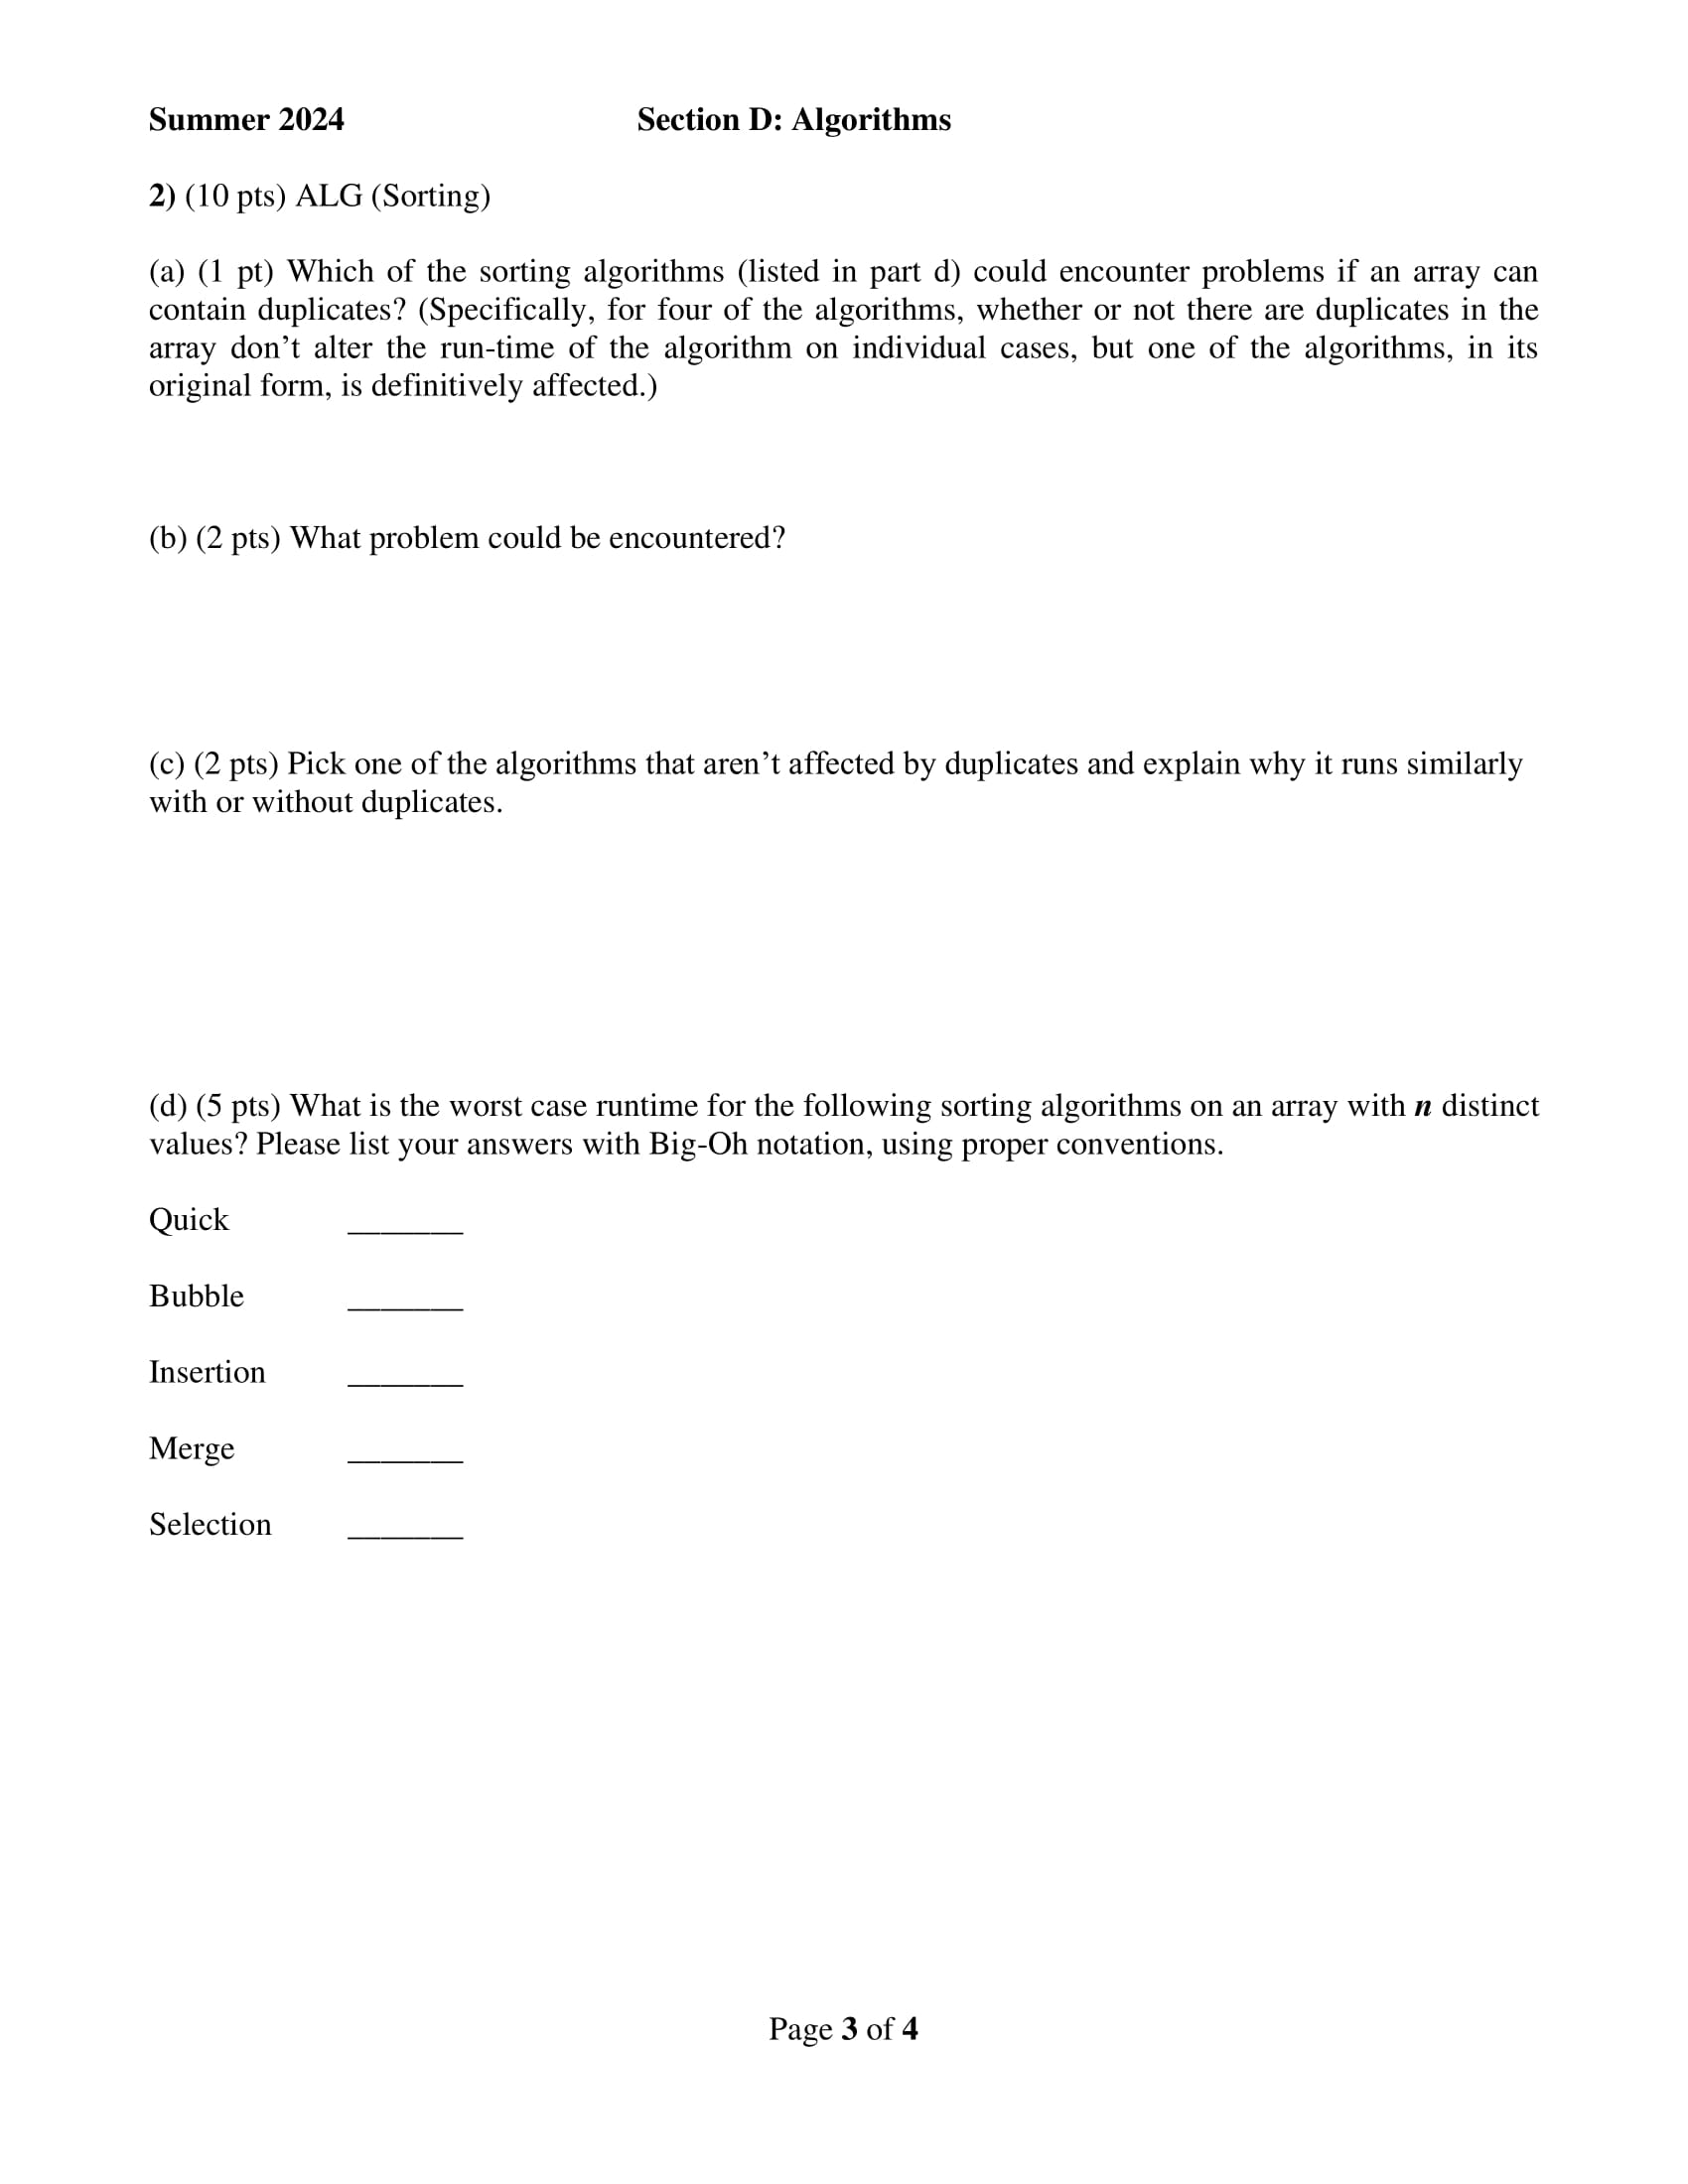 Summer 2024 Section D: Algorithms
2) (10 pts) ALG (Sorting)
(a) (1 pt) Which of the sorting algorithms (listed in part d) could encounter problems if an array can
contain duplicates? (Specifically, for four of the algorithms, whether or not there are duplicates in the
array don’t alter the run-time of the algorithm on individual cases, but one of the algorithms, in its
original form, is definitively affected.)
(b) (2 pts) What problem could be encountered?
(c) (2 pts) Pick one of the algorithms that aren’t affected by duplicates and explain why it runs similarly
with or without duplicates.
(d) (5 pts) What is the worst case runtime for the following sorting algorithms on an array with n distinct
values? Please list your answers with Big-Oh notation, using proper conventions.
Quick _______
Bubble _______
Insertion _______
Merge _______
Selection _______
Page 3 of 4